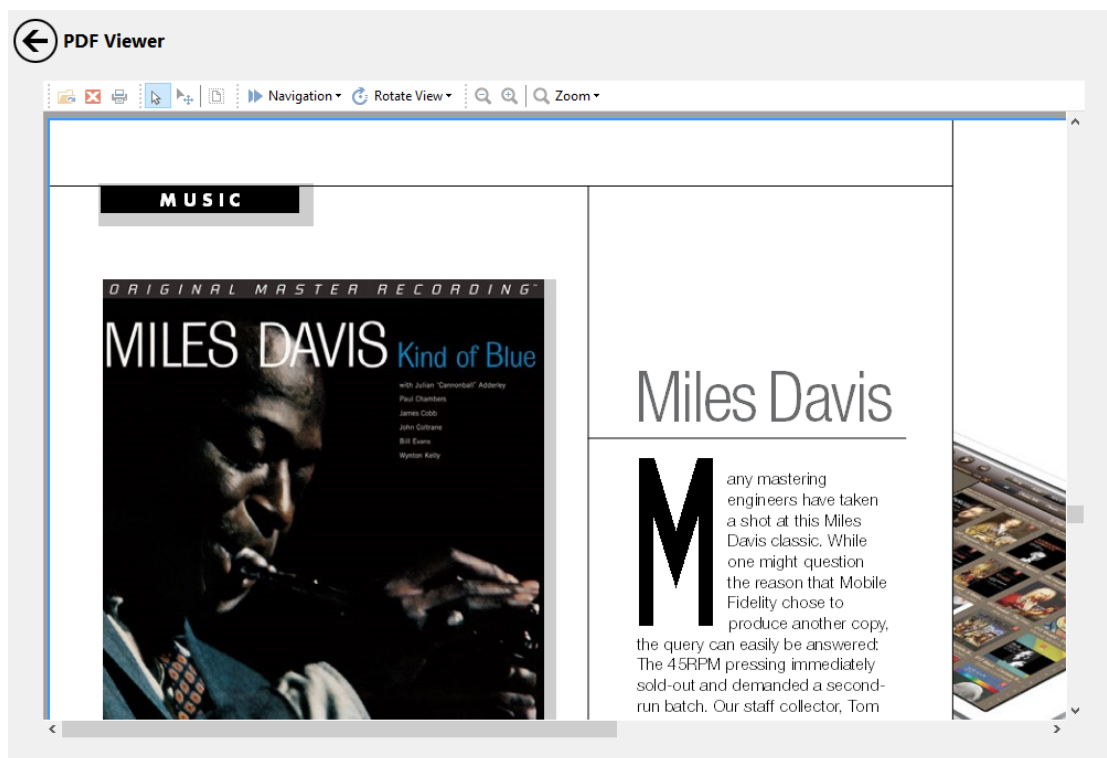 PDF Viewer
Navigation
Rotate View
Zoom
MUSIC
ORIGINAL MASTER RECORDING™
MILES DAVIS Kind of Blue
with Julian "Cannonball" Adderley
Paul Chambers
James Cobb
John Coltrane
Bill Evans
Wynton Kelly
Miles Davis
Many mastering
engineers have taken
a shot at this Miles
Davis classic. While
one might question
the reason that Mobile
Fidelity chose to
produce another copy,
the query can easily be answered:
The 45RPM pressing immediately
sold-out and demanded a second-
run batch. Our staff collector, Tom